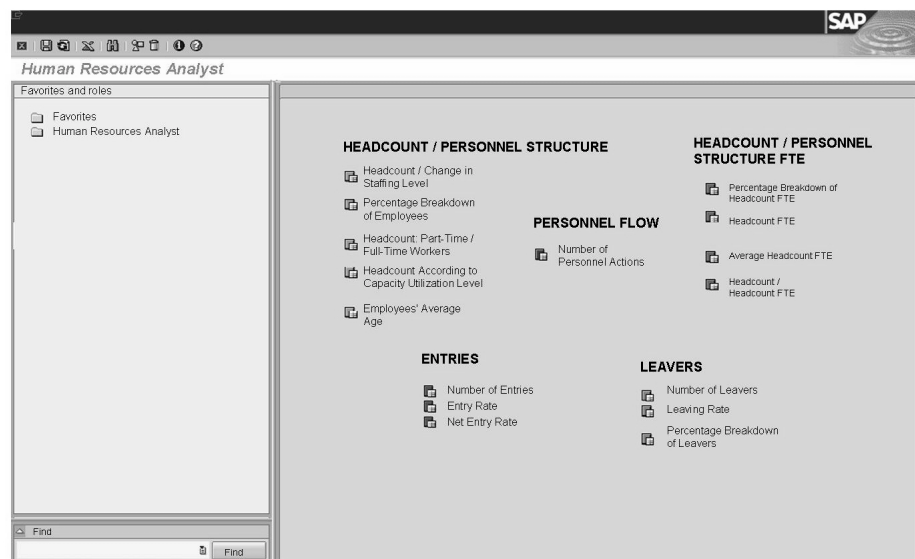 SAP
Human Resources Analyst
Favorites and roles
Favorites
Human Resources Analyst
HEADCOUNT / PERSONNEL STRUCTURE
Headcount / Change in
Staffing Level
Percentage Breakdown
of Employees
Headcount: Part-Time /
Full-Time Workers
Headcount According to
Capacity Utilization Level
Employees' Average
Age
PERSONNEL FLOW
Number of
Personnel Actions
HEADCOUNT / PERSONNEL
STRUCTURE FTE
Percentage Breakdown of
Headcount FTE
Headcount FTE
Average Headcount FTE
Headcount /
Headcount FTE
ENTRIES
Number of Entries
Entry Rate
Net Entry Rate
LEAVERS
Number of Leavers
Leaving Rate
Percentage Breakdown
of Leavers
Find
Find